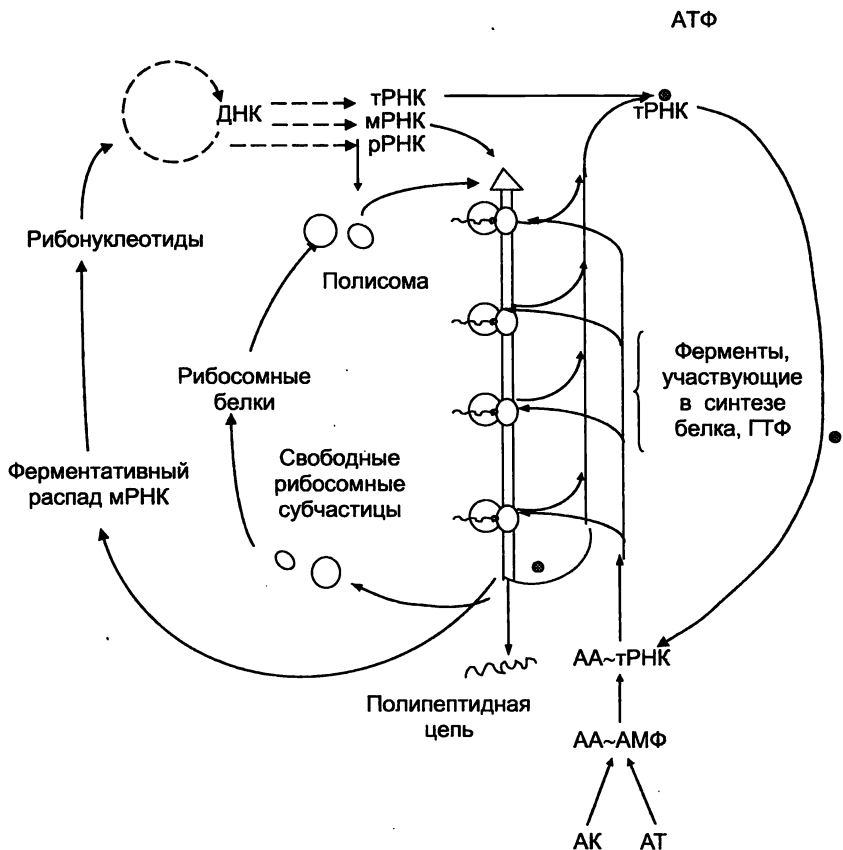 АТФ
ДНК
тРНК
мРНК
рРНК
тРНК
Рибонуклеотиды
Полисома
Рибосомные
белки
Ферменты,
участвующие
в синтезе
белка, ГТФ
Ферментативный
распад мРНК
Свободные
рибосомные
субчастицы
АА~тРНК
Полипептидная
цепь
АА~АМФ
АК
АТ